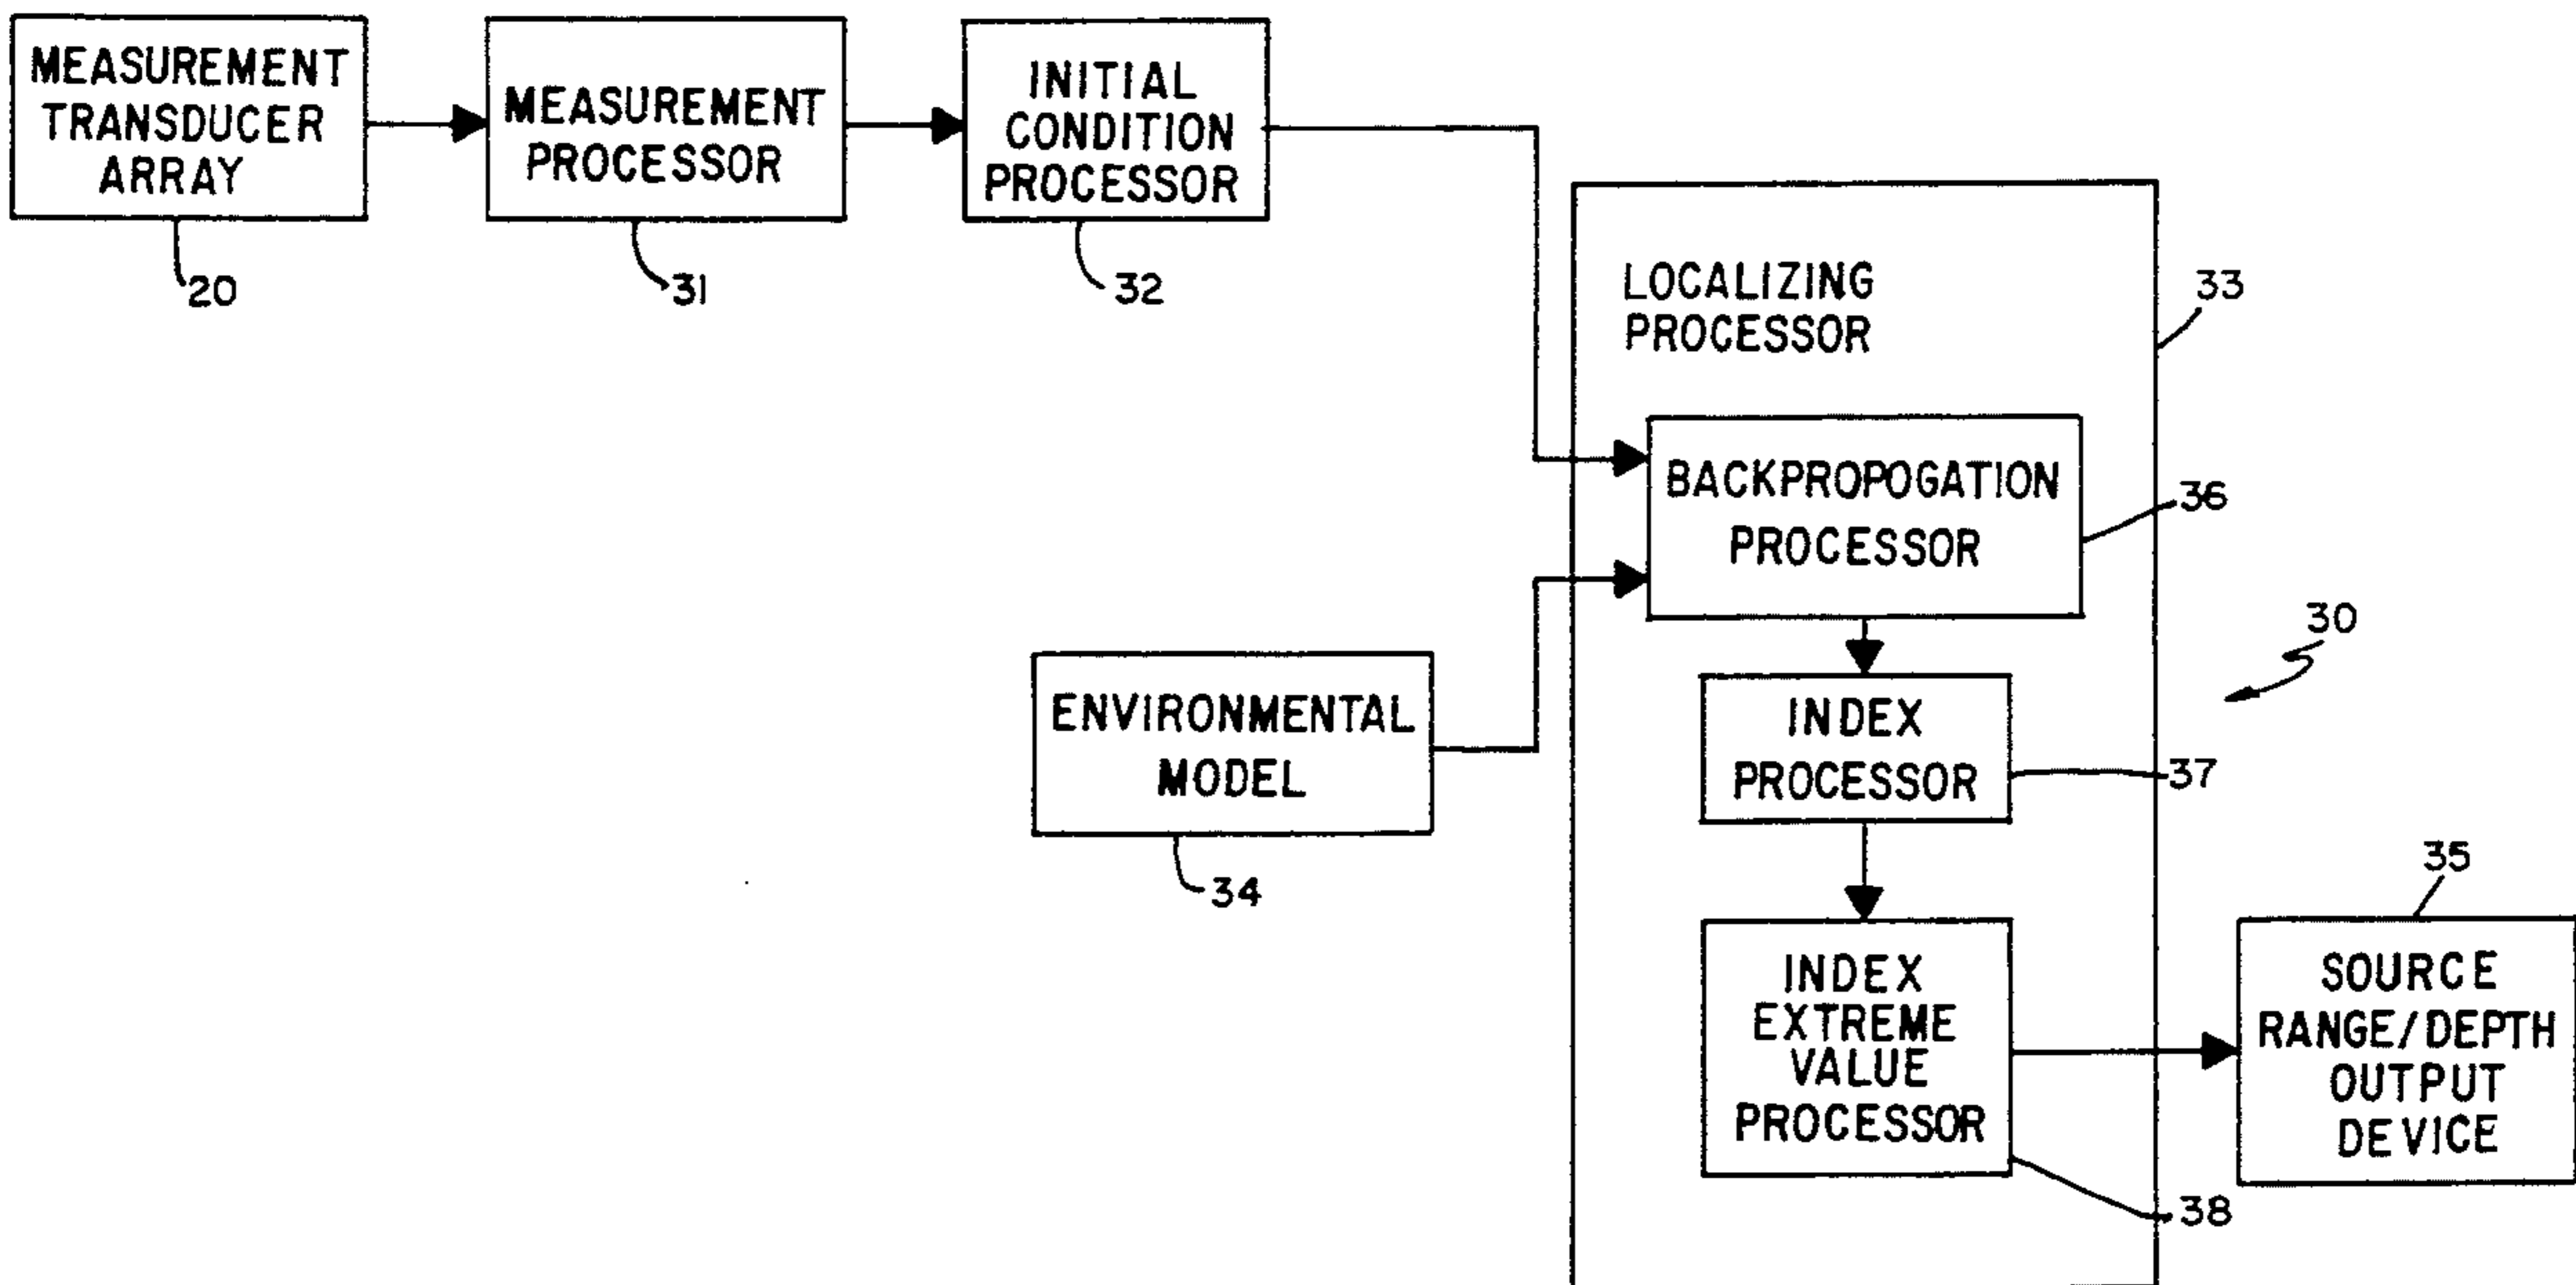 MEASUREMENT
TRANSDUCER
ARRAY
20
MEASUREMENT
PROCESSOR
31
INITIAL
CONDITION
PROCESSOR
32
LOCALIZING
PROCESSOR
33
BACKPROPOGATION
PROCESSOR
36
30
ENVIRONMENTAL
MODEL
34
INDEX
PROCESSOR
37
INDEX
EXTREME
VALUE
PROCESSOR
38
35
SOURCE
RANGE/DEPTH
OUTPUT
DEVICE